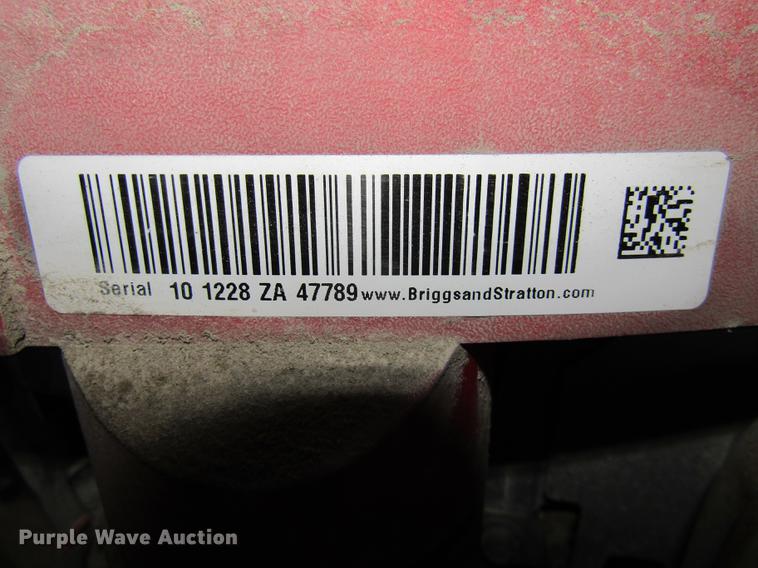 Serial 10 1228 ZA 47789 www.BriggsandStratton.com
Purple Wave Auction